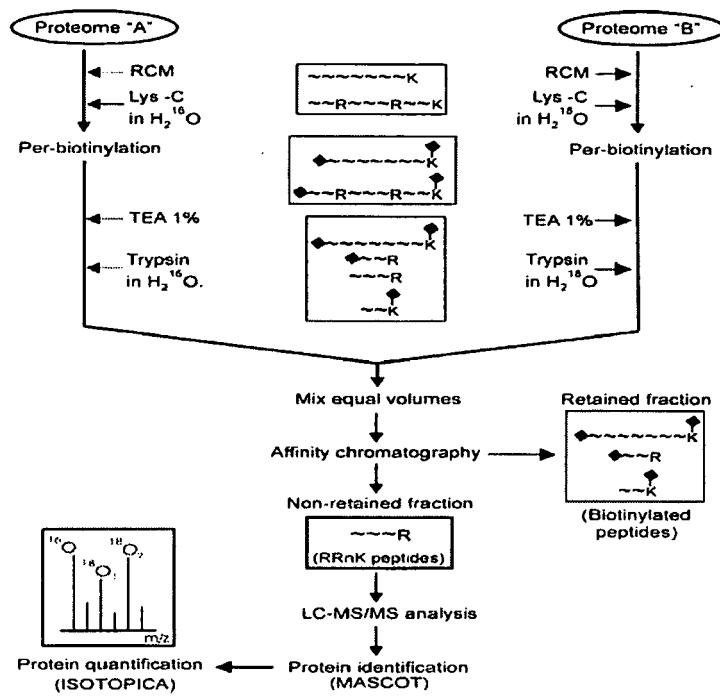 Proteome "A"
RCM
Lys -C
in H₂¹⁶O
Per-biotinylation
TEA 1%
Trypsin
in H₂¹⁶O.
~~~~~~~K
~~R~~~R~~K
~~~~~~~K
~~R~~~R~~K
~~~~~~~~K
~~R
~~~R
~~K
Proteome "B"
RCM
Lys -C
in H₂¹⁶O
Per-biotinylation
TEA 1%
Trypsin
in H₂¹⁸O
Mix equal volumes
Affinity chromatography
Retained fraction
~~~~~~~~K
~~R
~~K
(Biotinylated
peptides)
Non-retained fraction
~~~R
(RRnK peptides)
LC-MS/MS analysis
Protein identification
(MASCOT)
¹⁶O
¹⁸O₁
¹⁸O₂
m/z
Protein quantification
(ISOTOPICA)